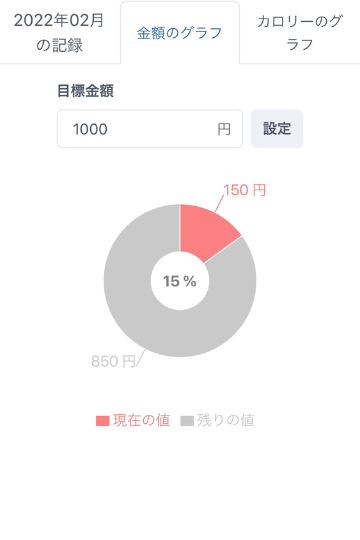 2022年02月
の記録
金額のグラフ
カロリーのグ
ラフ
目標金額
1000 円 設定
150 円
15 %
850 円
現在の値 残りの値